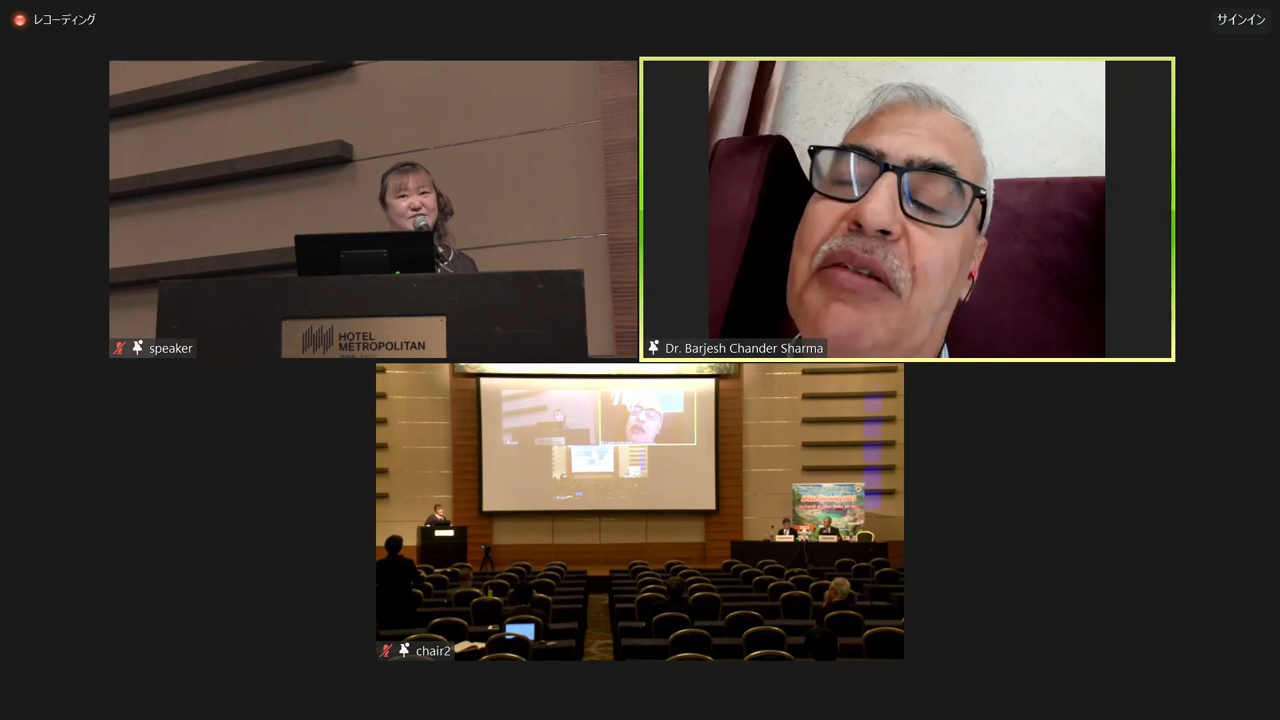 レコーディング
サインイン
HOTEL
METROPOLITAN
speaker
Dr. Barjesh Chander Sharma
chair2